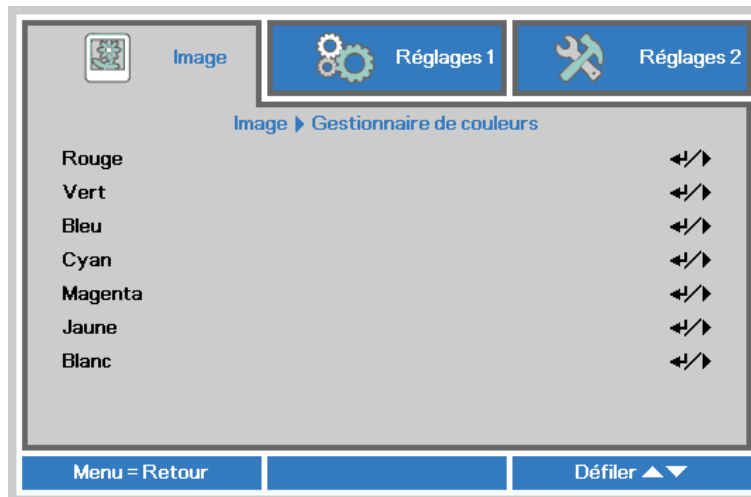 Image
Réglages 1
Réglages 2
Image ▶ Gestionnaire de couleurs
Rouge ↵/▶
Vert ↵/▶
Bleu ↵/▶
Cyan ↵/▶
Magenta ↵/▶
Jaune ↵/▶
Blanc ↵/▶
Menu = Retour
Défiler ▲▼